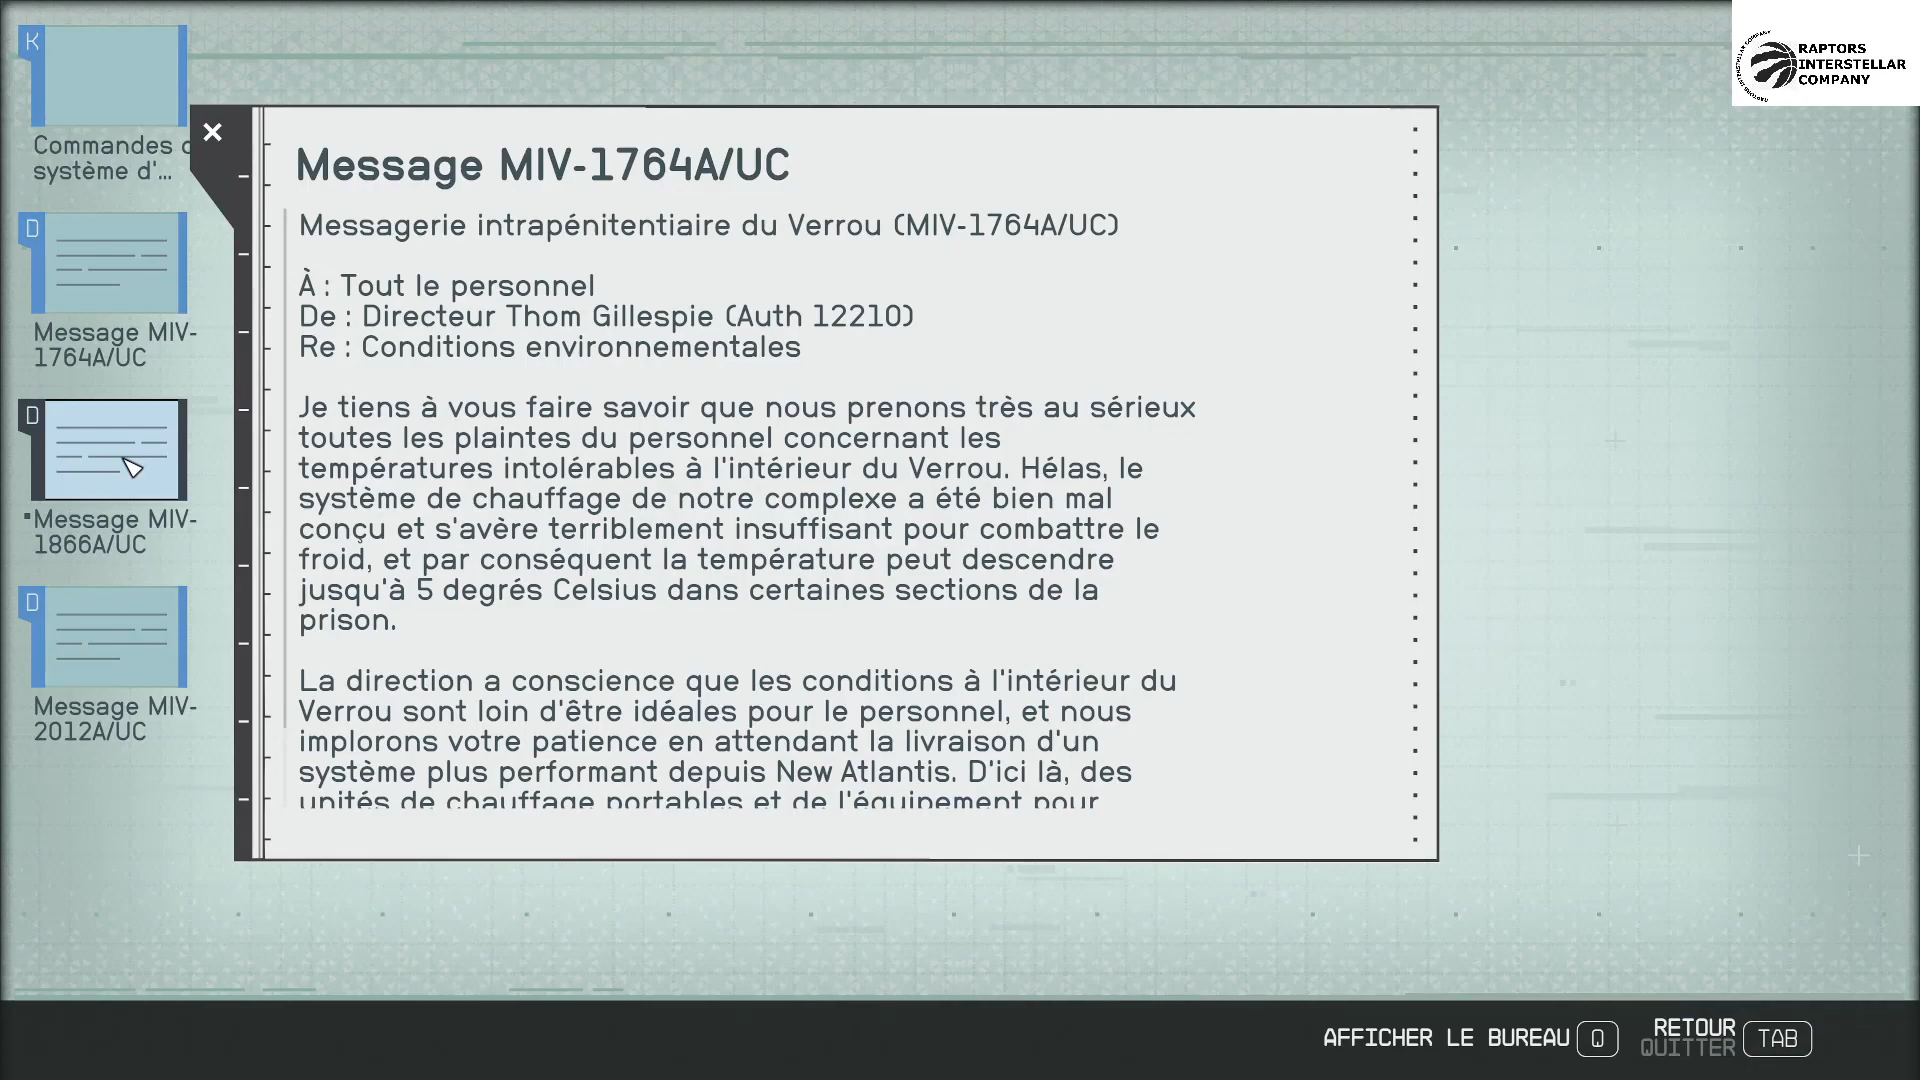 RAPTORS
INTERSTELLAR
COMPANY
K
Commandes
système d'...
D
Message MIV-
1764A/UC
D
Message MIV-
1866A/UC
D
Message MIV-
2012A/UC
Message MIV-1764A/UC
Messagerie intrapénitentiaire du Verrou (MIV-1764A/UC)
À : Tout le personnel
De : Directeur Thom Gillespie (Auth 12210)
Re : Conditions environnementales
Je tiens à vous faire savoir que nous prenons très au sérieux
toutes les plaintes du personnel concernant les
températures intolérables à l'intérieur du Verrou. Hélas, le
système de chauffage de notre complexe a été bien mal
conçu et s'avère terriblement insuffisant pour combattre le
froid, et par conséquent la température peut descendre
jusqu'à 5 degrés Celsius dans certaines sections de la
prison.
La direction a conscience que les conditions à l'intérieur du
Verrou sont loin d'être idéales pour le personnel, et nous
implorons votre patience en attendant la livraison d'un
système plus performant depuis New Atlantis. D'ici là, des
unités de chauffage portables et de l'équipement pour
AFFICHER LE BUREAU Q
RETOUR
QUITTER TAB